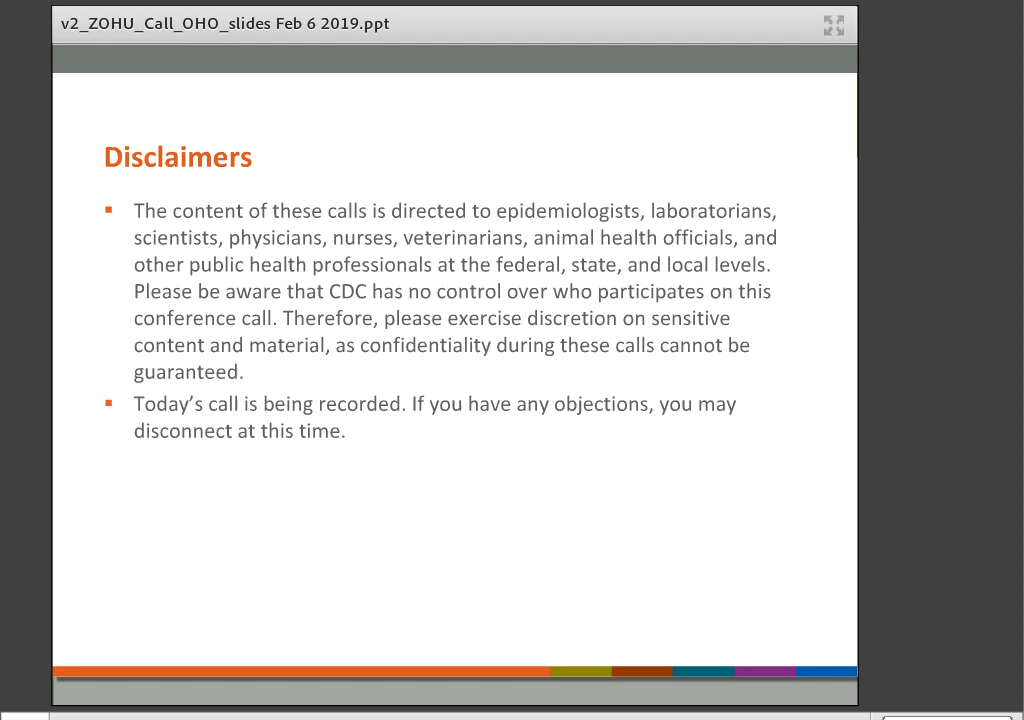 v2_ZOHU_Call_OHO_slides Feb 6 2019.ppt
Disclaimers
The content of these calls is directed to epidemiologists, laboratorians,
scientists, physicians, nurses, veterinarians, animal health officials, and
other public health professionals at the federal, state, and local levels.
Please be aware that CDC has no control over who participates on this
conference call. Therefore, please exercise discretion on sensitive
content and material, as confidentiality during these calls cannot be
guaranteed.
Today’s call is being recorded. If you have any objections, you may
disconnect at this time.